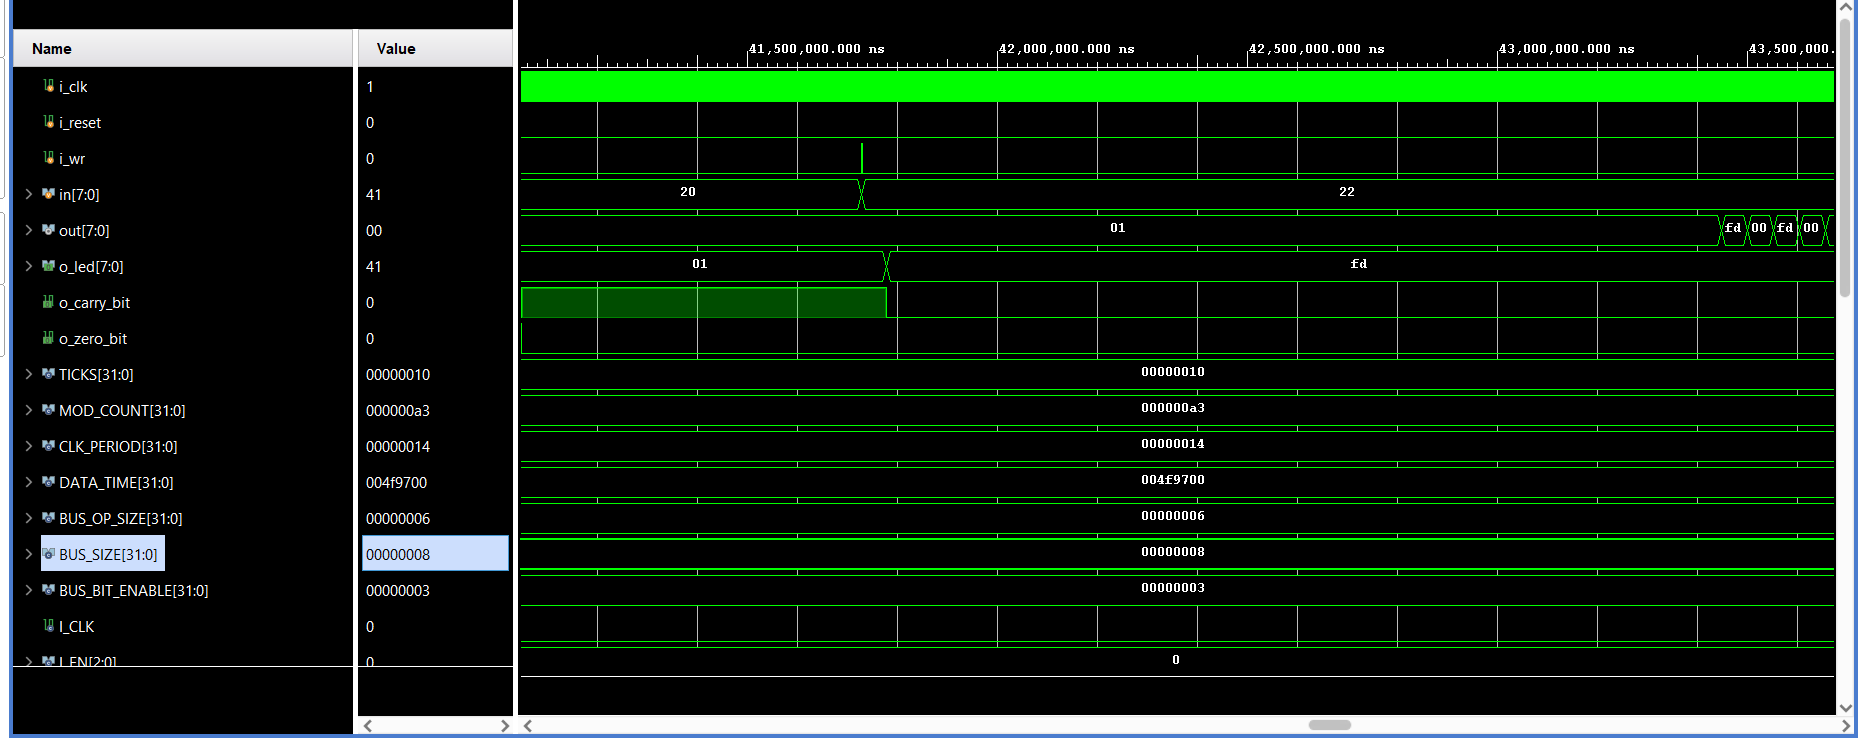 Name Value
41,500,000.000 ns 42,000,000.000 ns 42,500,000.000 ns 43,000,000.000 ns 43,500,000.
i_clk 1
i_reset 0
i_wr 0
in[7:0] 41 20 22
out[7:0] 00 01 fd 00 fd 00
o_led[7:0] 41 01 fd
o_carry_bit 0
o_zero_bit 0
TICKS[31:0] 00000010 00000010
MOD_COUNT[31:0] 000000a3 000000a3
CLK_PERIOD[31:0] 00000014 00000014
DATA_TIME[31:0] 004f9700 004f9700
BUS_OP_SIZE[31:0] 00000006 00000006
BUS_SIZE[31:0] 00000008 00000008
BUS_BIT_ENABLE[31:0] 00000003 00000003
I_CLK 0
I_EN[2:0] 0 0